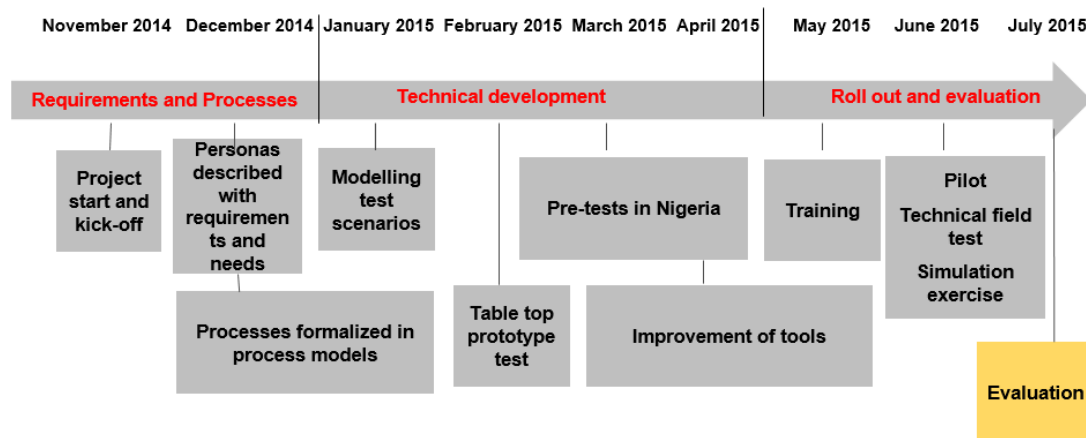 November 2014 December 2014 January 2015 February 2015 March 2015 April 2015 May 2015 June 2015 July 2015
Requirements and Processes Technical development Roll out and evaluation
Project
start and
kick-off
Personas
described
with
requiremen
ts and
needs
Modelling
test
scenarios
Pre-tests in Nigeria
Training
Pilot
Technical field
test
Simulation
exercise
Processes formalized in
process models
Table top
prototype
test
Improvement of tools
Evaluation